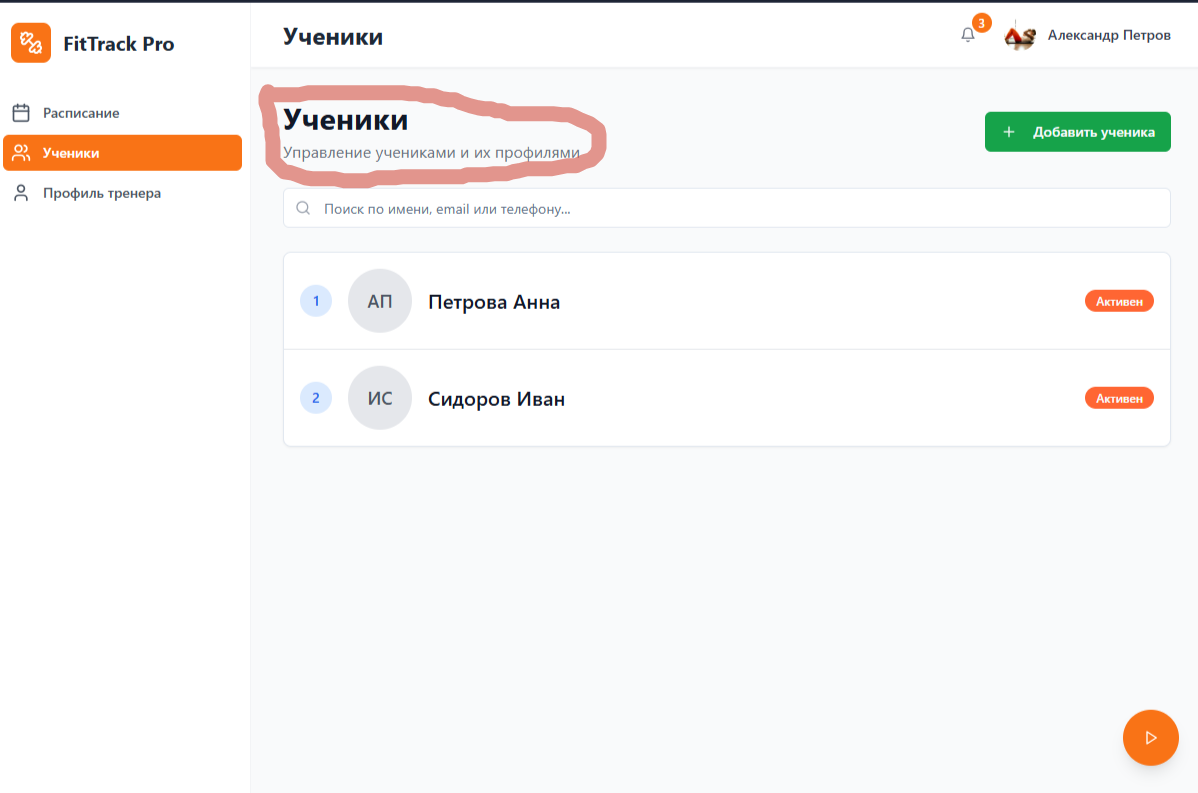 FitTrack Pro
Расписание
Ученики
Профиль тренера
Ученики
3
Александр Петров
Ученики
Управление учениками и их профилями
Добавить ученика
Поиск по имени, email или телефону...
1 АП Петрова Анна Активен
2 ИС Сидоров Иван Активен